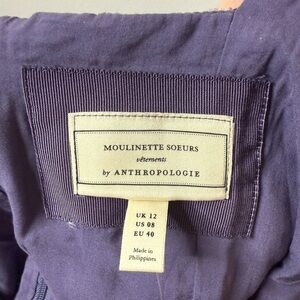 MOULINETTE SOEURS
vêtements
by ANTHROPOLOGIE
UK 12
US 08
EU 40
Made in
Philippines